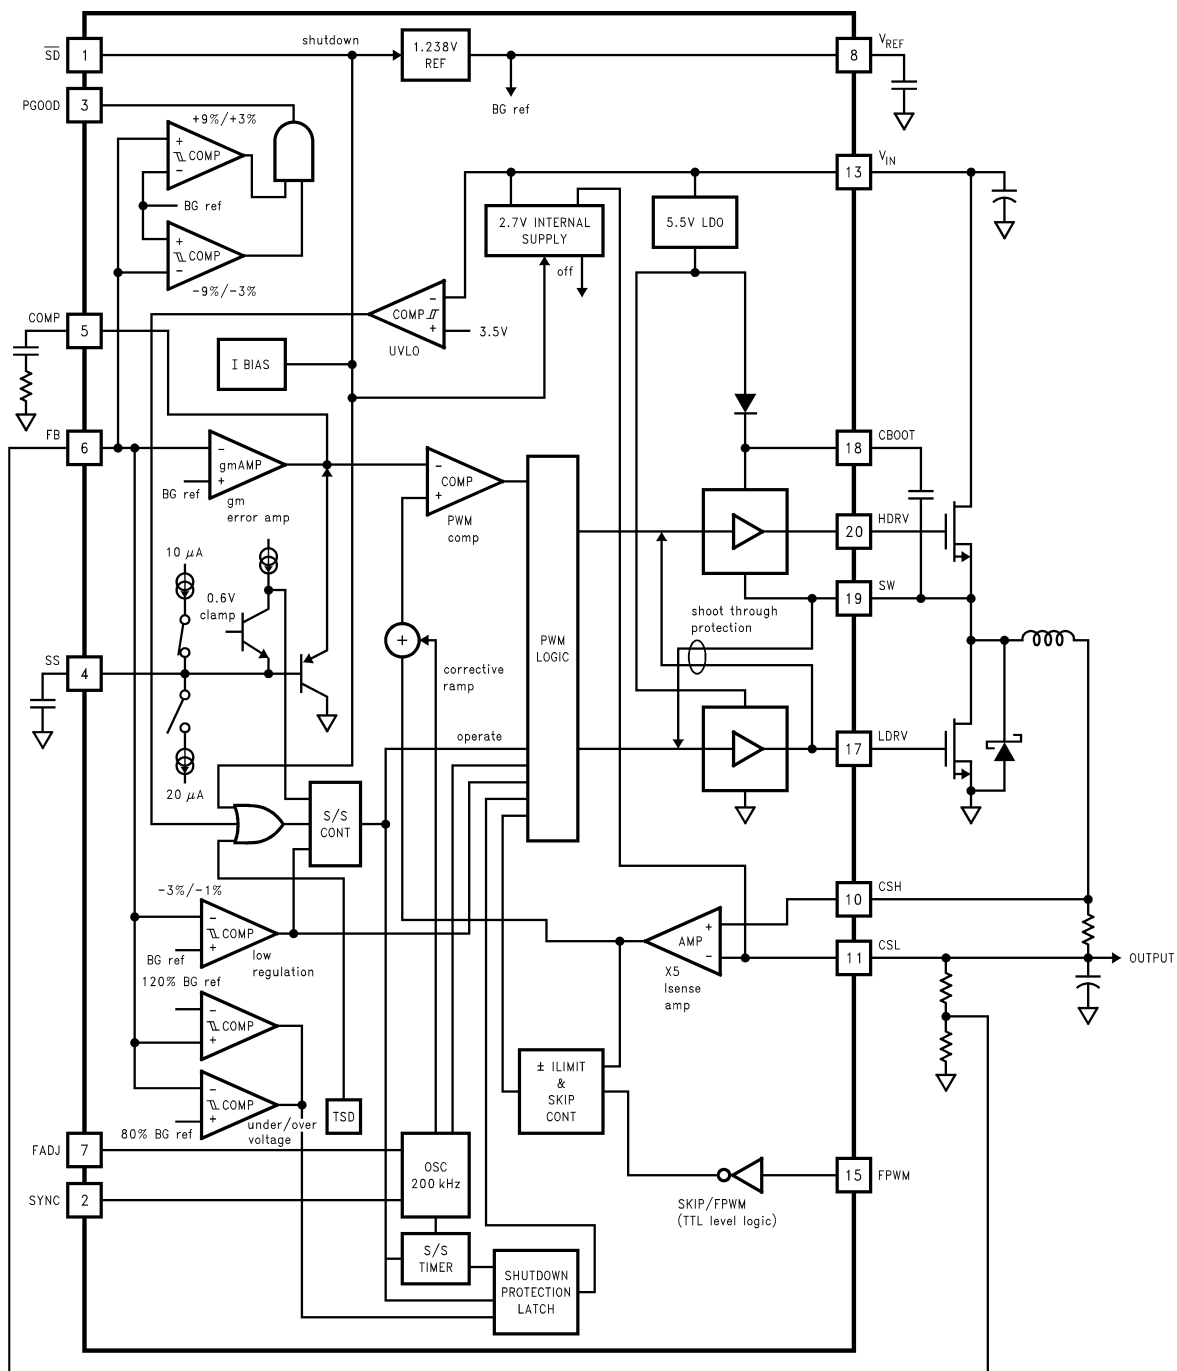 SD
1
shutdown
1.238V
REF
8
VREF
PGOOD
3
BG ref
+9%/+3%
+
COMP
-
13
VIN
BG ref
2.7V INTERNAL
SUPPLY
5.5V LDO
+
COMP
-
off
-9%/-3%
COMP
5
-
COMP
+
3.5V
UVLO
I BIAS
FB
6
-
gmAMP
+
BG ref
gm
error amp
-
COMP
+
PWM
comp
18
CBOOT
20
HDRV
10 µA
0.6V
clamp
19
SW
shoot through
protection
+
PWM
LOGIC
SS
4
corrective
ramp
operate
17
LDRV
20 µA
S/S
CONT
-3%/-1%
10
CSH
-
COMP
+
low
regulation
BG ref
+
AMP
-
X5
Isense
amp
11
CSL
OUTPUT
120% BG ref
-
COMP
+
± ILIMIT
&
SKIP
CONT
-
COMP
+
80% BG ref
under/over
voltage
TSD
FADJ
7
OSC
200 kHz
15
FPWM
SYNC
2
SKIP/FPWM
(TTL level logic)
S/S
TIMER
SHUTDOWN
PROTECTION
LATCH